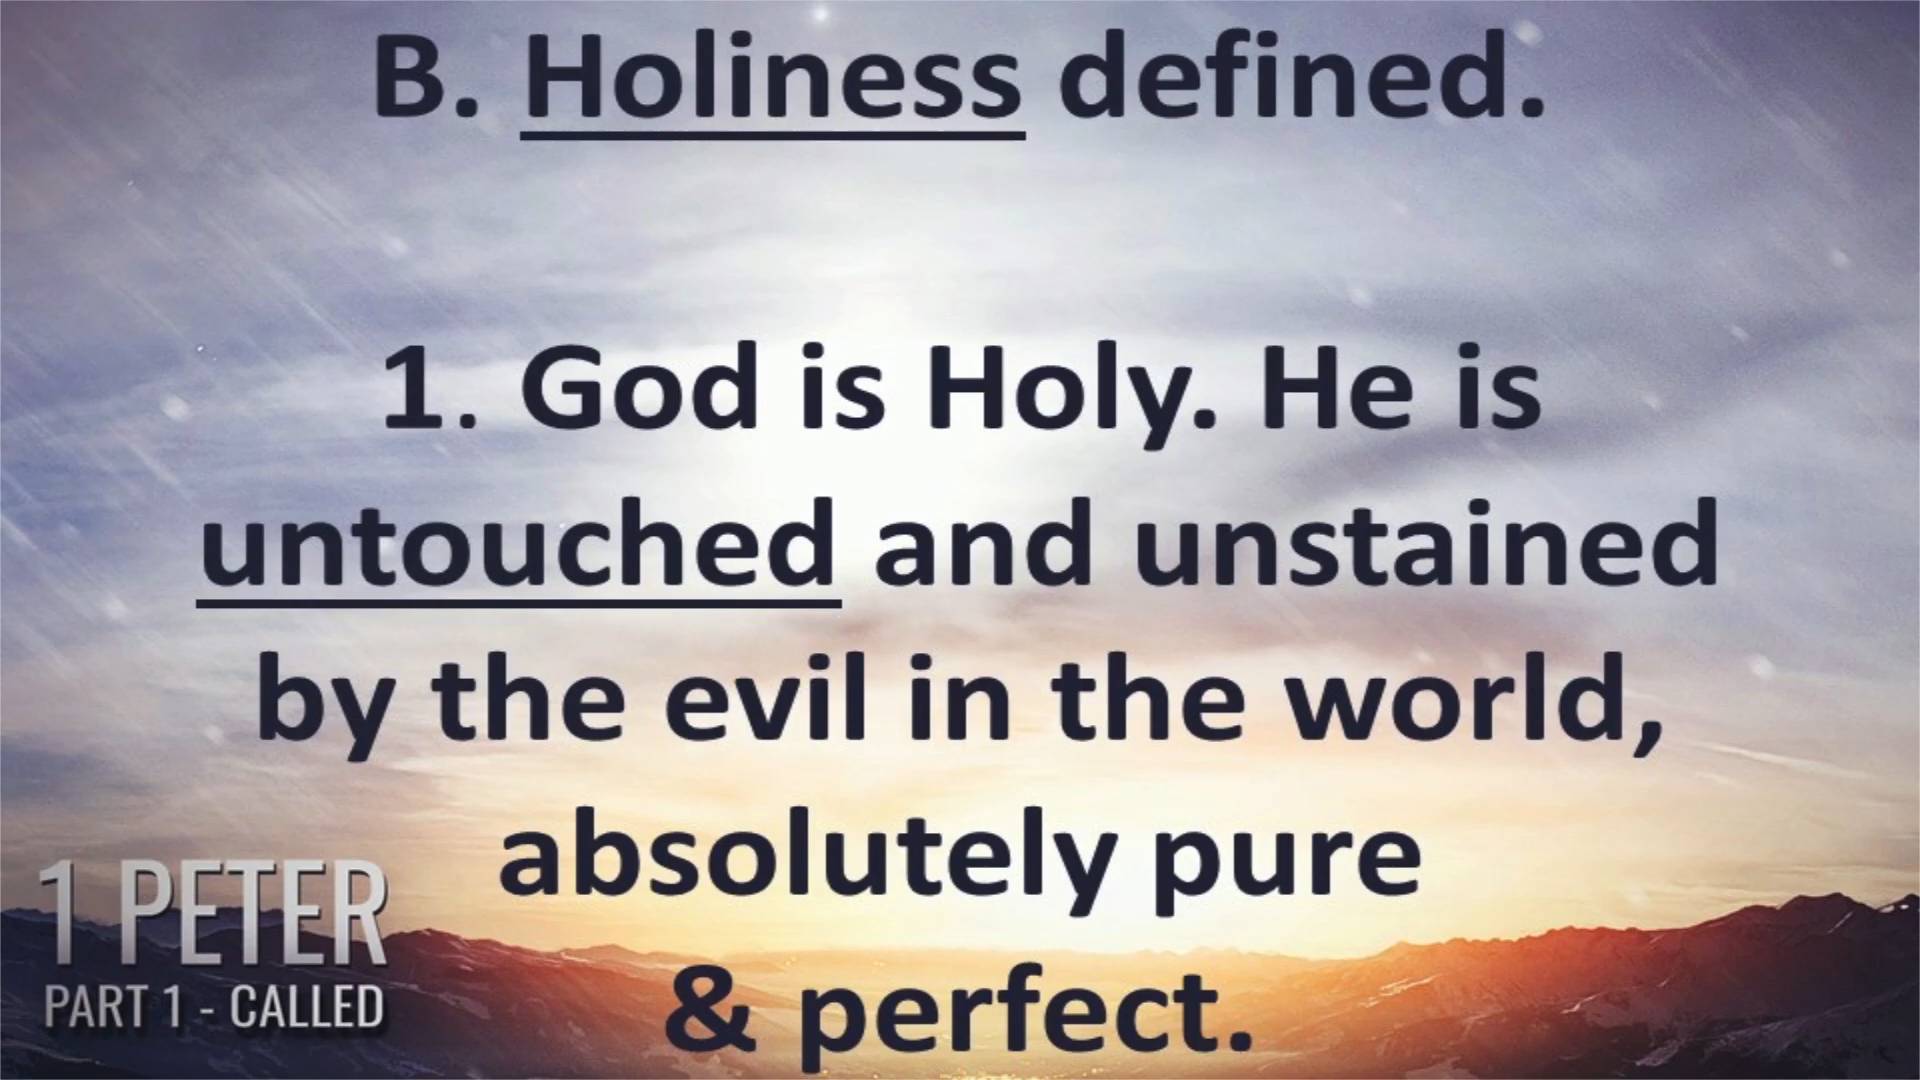 B. Holiness defined.
1. God is Holy. He is
untouched and unstained
by the evil in the world,
absolutely pure
& perfect.
1 PETER
PART 1 - CALLED